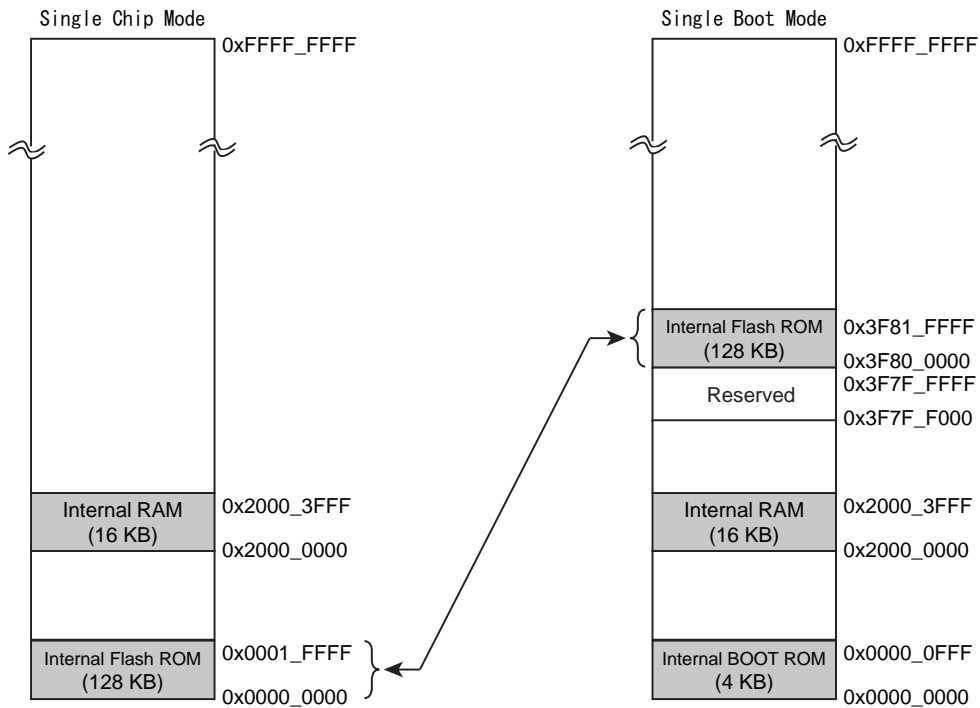 Single Chip Mode
0xFFFF_FFFF
Internal RAM
(16 KB)
0x2000_3FFF
0x2000_0000
Internal Flash ROM
(128 KB)
0x0001_FFFF
0x0000_0000
Single Boot Mode
0xFFFF_FFFF
Internal Flash ROM
(128 KB)
0x3F81_FFFF
0x3F80_0000
Reserved
0x3F7F_FFFF
0x3F7F_F000
Internal RAM
(16 KB)
0x2000_3FFF
0x2000_0000
Internal BOOT ROM
(4 KB)
0x0000_0FFF
0x0000_0000